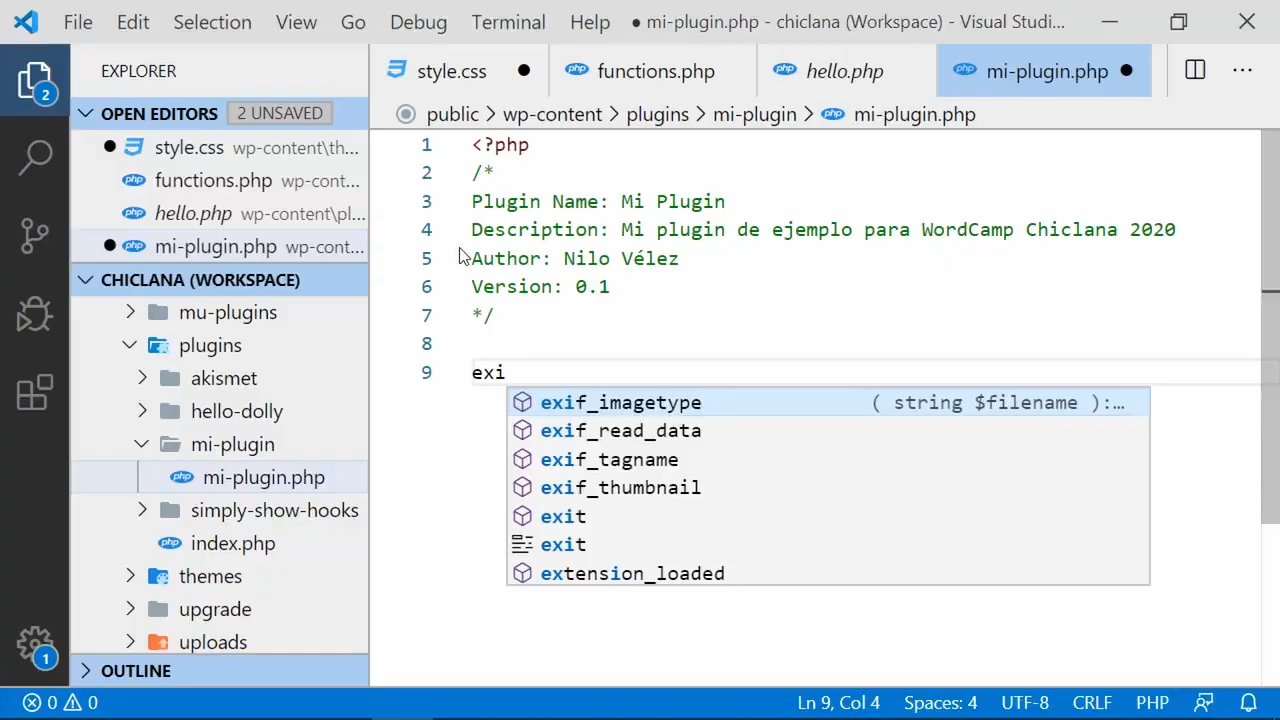 File Edit Selection View Go Debug Terminal Help ● mi-plugin.php - chiclana (Workspace) - Visual Studi...
EXPLORER
style.css ● functions.php hello.php mi-plugin.php ● ...
OPEN EDITORS 2 UNSAVED
public > wp-content > plugins > mi-plugin > mi-plugin.php
● style.css wp-content\th...
functions.php wp-cont...
hello.php wp-content\pl...
● mi-plugin.php wp-cont...
CHICLANA (WORKSPACE)
mu-plugins
plugins
akismet
hello-dolly
mi-plugin
mi-plugin.php
simply-show-hooks
index.php
themes
upgrade
uploads
OUTLINE
2
1
1 <?php
2 /*
3 Plugin Name: Mi Plugin
4 Description: Mi plugin de ejemplo para WordCamp Chiclana 2020
5 Author: Nilo Vélez
6 Version: 0.1
7 */
8
9 exi
exif_imagetype ( string $filename ):…
exif_read_data
exif_tagname
exif_thumbnail
exit
exit
extension_loaded
0 0 Ln 9, Col 4 Spaces: 4 UTF-8 CRLF PHP